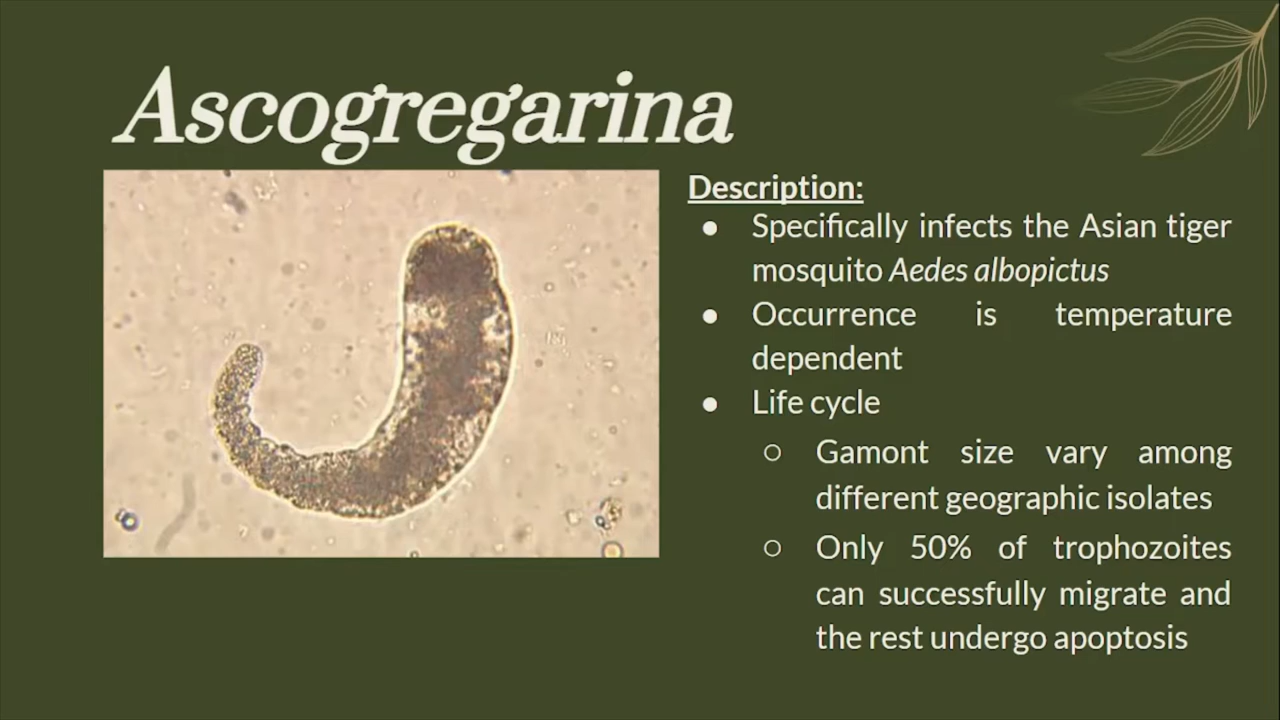 Ascogregarina
Description:
● Specifically infects the Asian tiger
mosquito Aedes albopictus
● Occurrence is temperature
dependent
● Life cycle
○ Gamont size vary among
different geographic isolates
○ Only 50% of trophozoites
can successfully migrate and
the rest undergo apoptosis